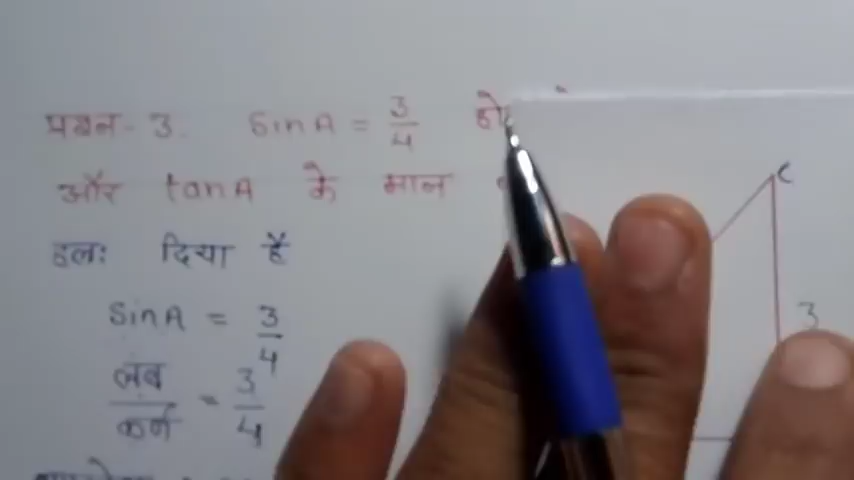 प्रश्न- 3. SinA = 3/4 हो
और tanA के मान
हलः दिया है
SinA = 3/4
लंब/कर्ण = 3/4
C
3